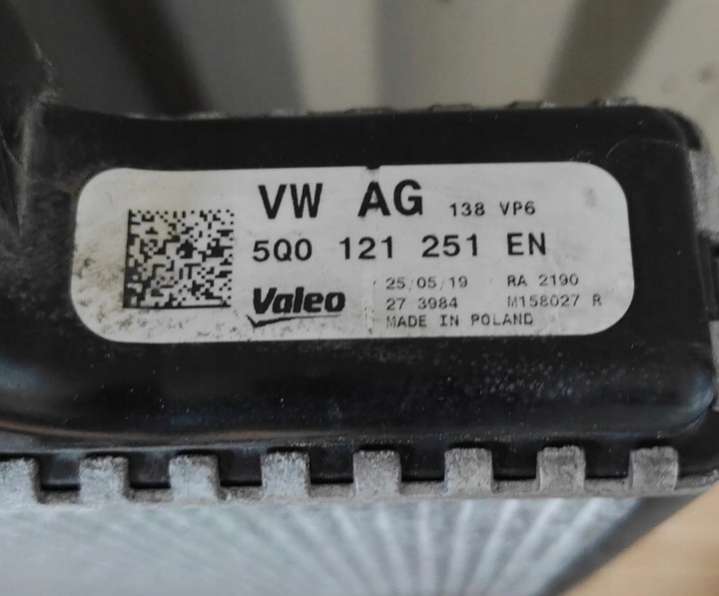 VW AG 138 VP6
5Q0 121 251 EN
Valeo
25/05/19 RA 2190
27 3984 M158027 R
MADE IN POLAND